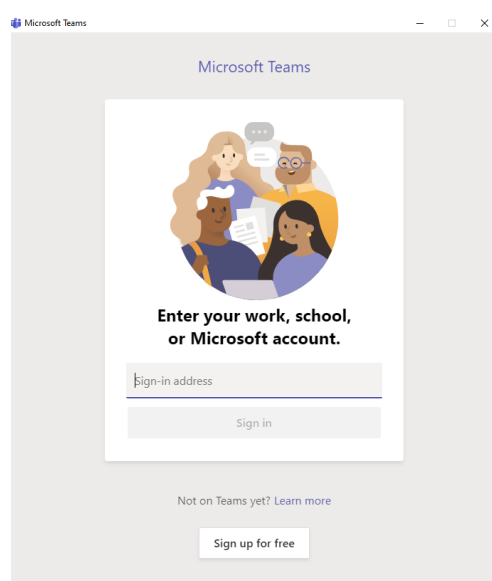 Microsoft Teams
Microsoft Teams
Enter your work, school,
or Microsoft account.
Sign-in address
Sign in
Not on Teams yet? Learn more
Sign up for free